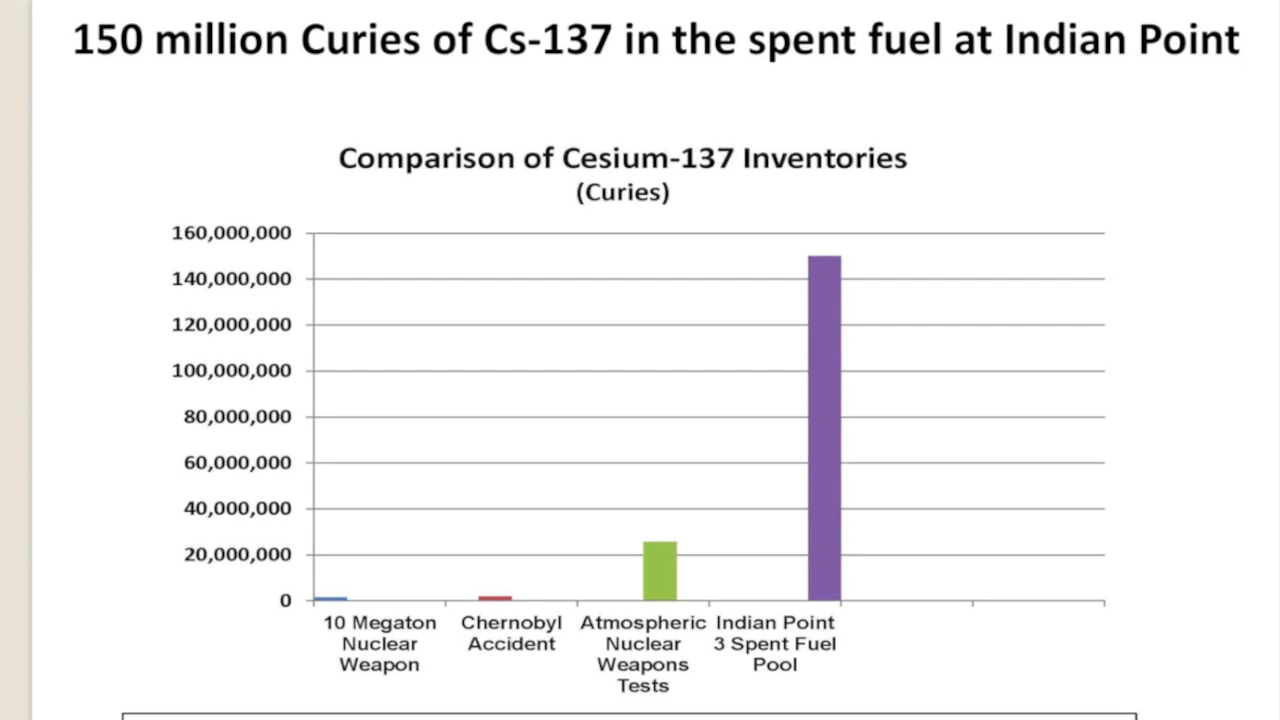 150 million Curies of Cs-137 in the spent fuel at Indian Point
Comparison of Cesium-137 Inventories
(Curies)
160,000,000
140,000,000
120,000,000
100,000,000
80,000,000
60,000,000
40,000,000
20,000,000
0
10 Megaton
Nuclear
Weapon
Chernobyl
Accident
Atmospheric
Nuclear
Weapons
Tests
Indian Point
3 Spent Fuel
Pool